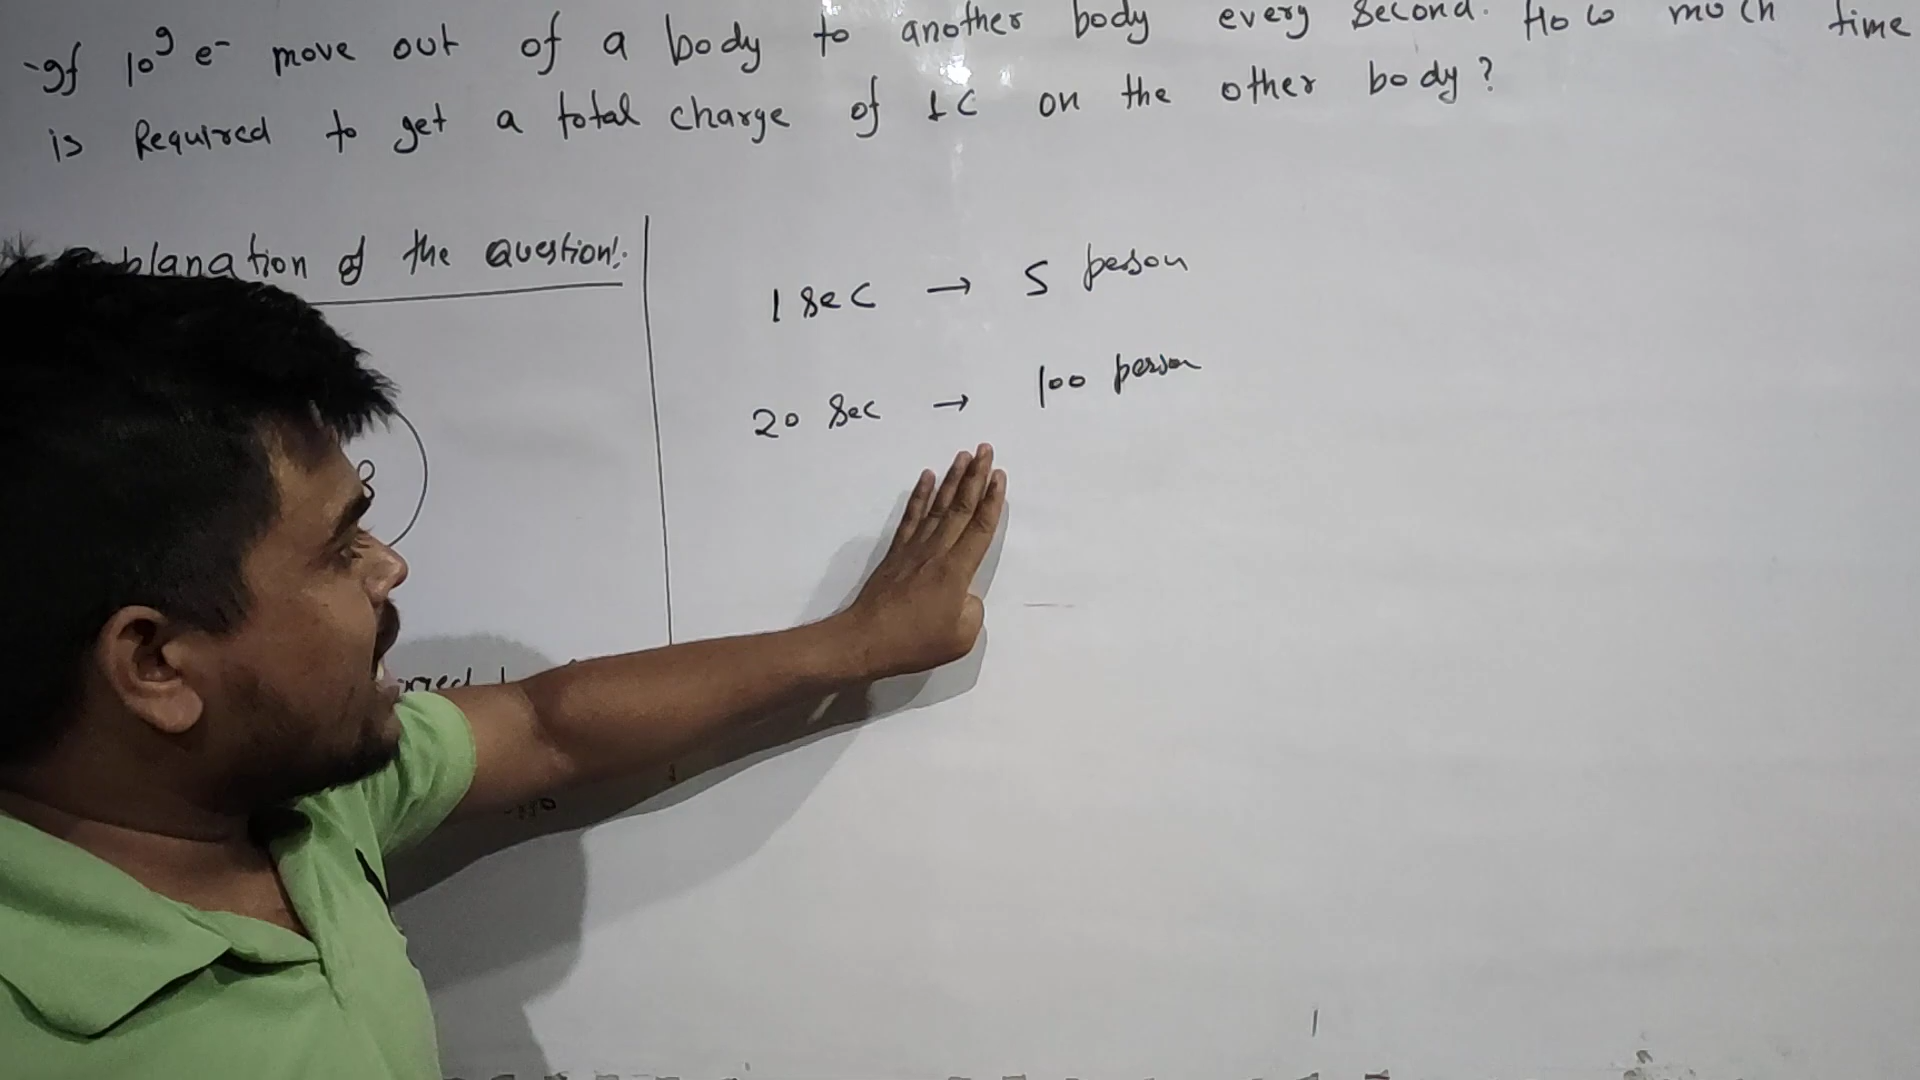 -gf 10⁹ e⁻ move out of a body to another body every second. How much time
is Required to get a total charge of 1C on the other body?
Explanation of the Question:
1 sec → 5 person
20 sec → 100 person
B